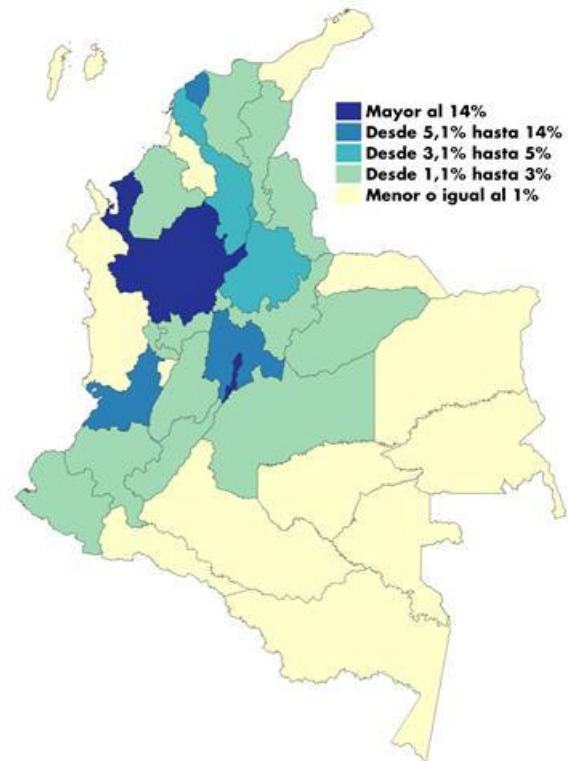 Mayor al 14%
Desde 5,1% hasta 14%
Desde 3,1% hasta 5%
Desde 1,1% hasta 3%
Menor o igual al 1%